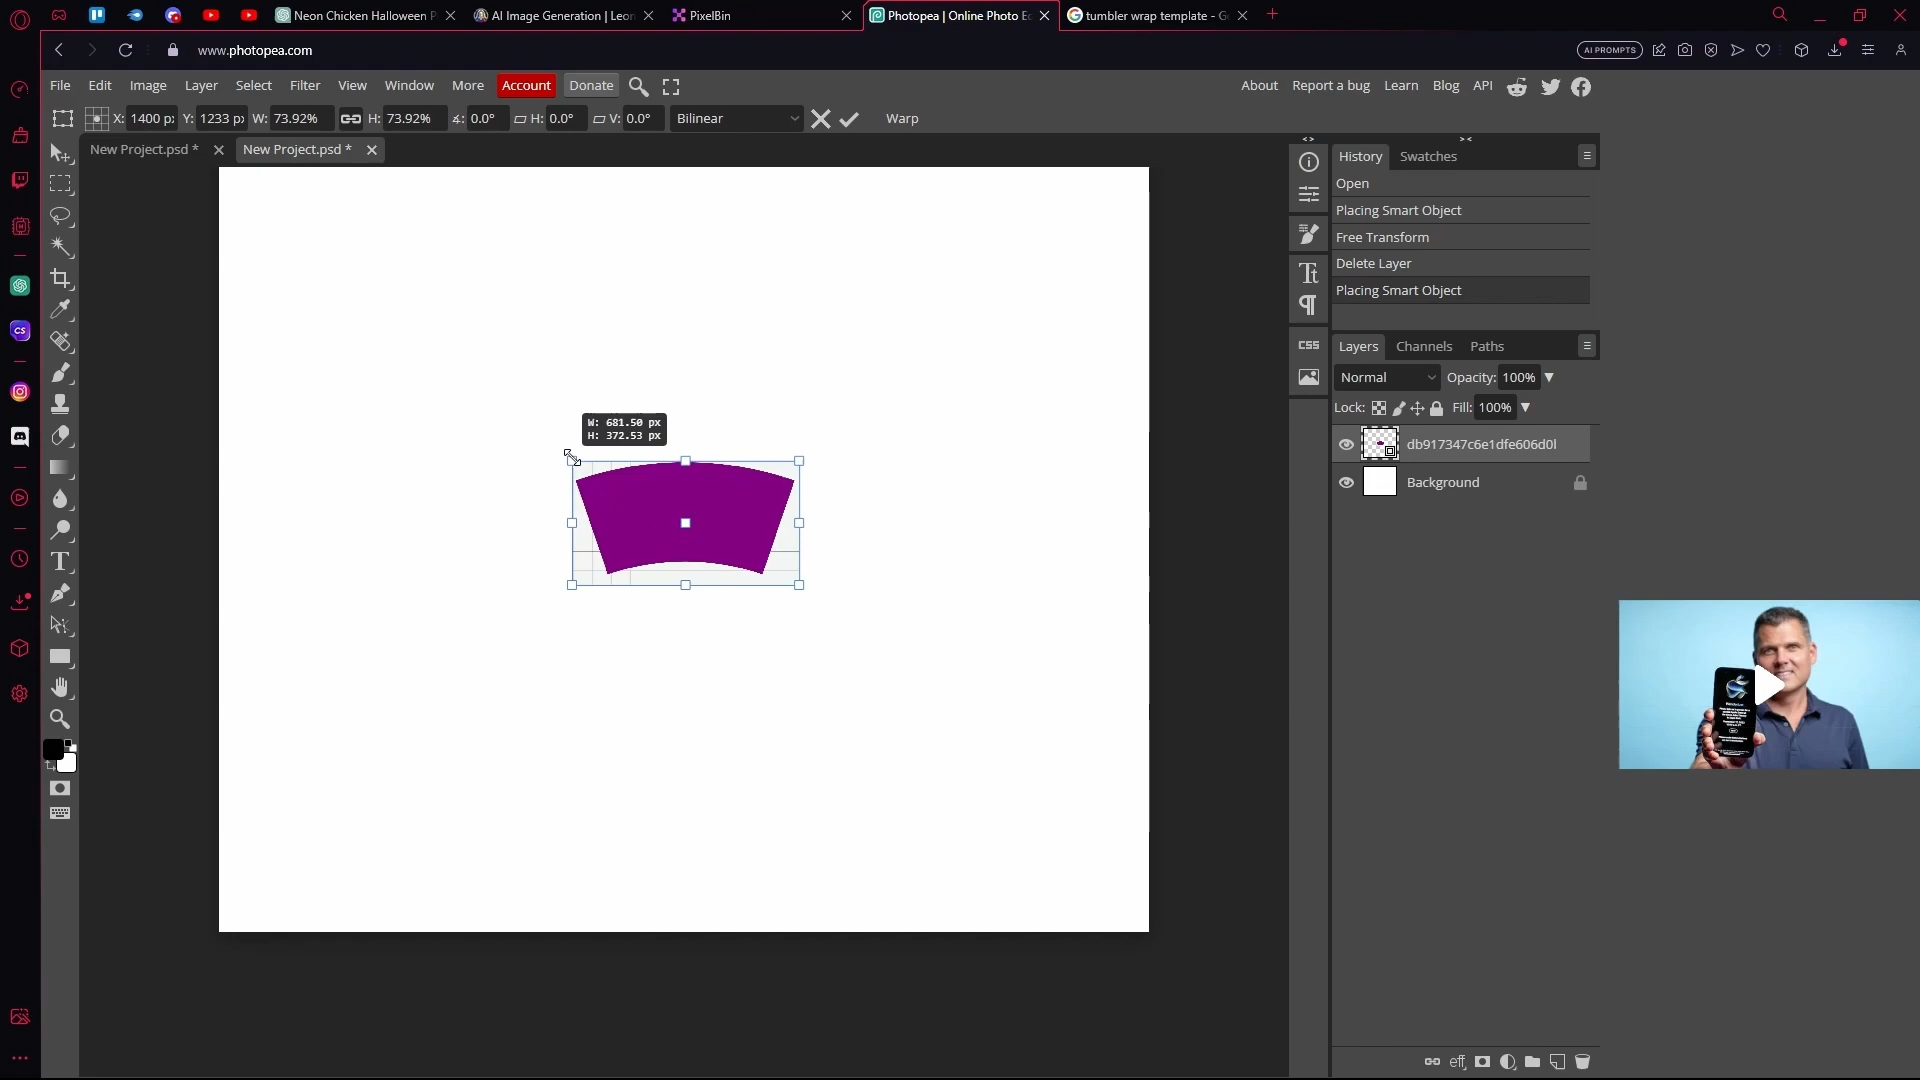 Neon Chicken Halloween P
AI Image Generation | Leon
PixelBin
Photopea | Online Photo Ed
tumbler wrap template - G
www.photopea.com
AI PROMPTS
File Edit Image Layer Select Filter View Window More Account Donate
About Report a bug Learn Blog API
X: 1400 p Y: 1233 p W: 73.92% H: 73.92% ∡: 0.0° H: 0.0° V: 0.0° Bilinear Warp
New Project.psd * New Project.psd *
History Swatches
Open
Placing Smart Object
Free Transform
Delete Layer
Placing Smart Object
CSS
Layers Channels Paths
Normal Opacity: 100%
Lock: Fill: 100%
db917347c6e1dfe606d0l
Background
W: 681.50 px
H: 372.53 px
CS
eff